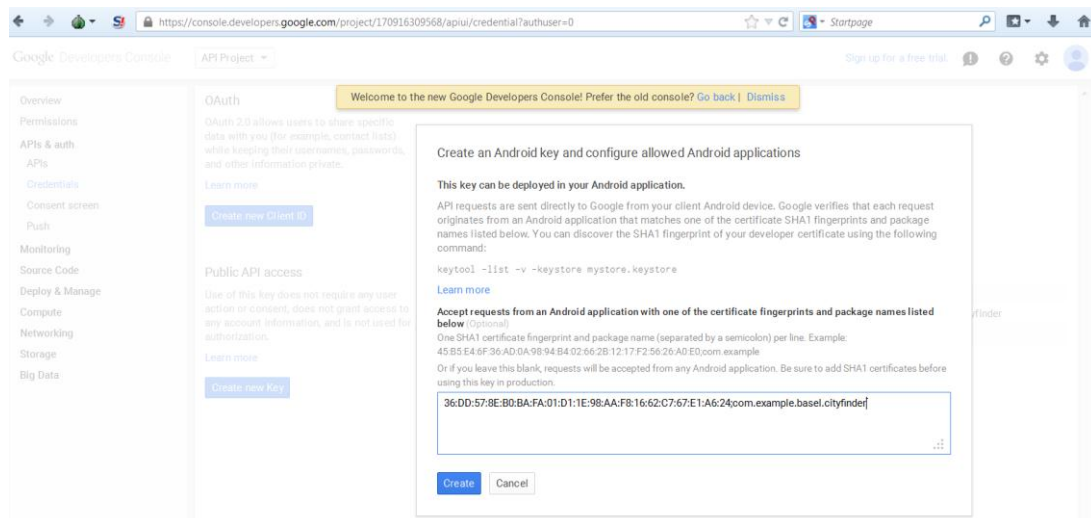 https://console.developers.google.com/project/170916309568/apiui/credential?authuser=0
Startpage
Google Developers Console
API Project
Sign up for a free trial
Welcome to the new Google Developers Console! Prefer the old console? Go back | Dismiss
Overview
Permissions
APIs & auth
APIs
Credentials
Consent screen
Push
Monitoring
Source Code
Deploy & Manage
Compute
Networking
Storage
Big Data
OAuth
OAuth 2.0 allows users to share specific
data with you (for example, contact lists)
while keeping their usernames, passwords,
and other information private.
Learn more
Create new Client ID
Public API access
Use of this key does not require any user
action or consent, does not grant access to
any account information, and is not used for
authorization.
Learn more
Create new Key
Create an Android key and configure allowed Android applications
This key can be deployed in your Android application.
API requests are sent directly to Google from your client Android device. Google verifies that each request
originates from an Android application that matches one of the certificate SHA1 fingerprints and package
names listed below. You can discover the SHA1 fingerprint of your developer certificate using the following
command:
keytool -list -v -keystore mystore.keystore
Learn more
Accept requests from an Android application with one of the certificate fingerprints and package names listed
below (Optional)
One SHA1 certificate fingerprint and package name (separated by a semicolon) per line. Example:
45:B5:E4:6F:36:AD:0A:98:94:B4:02:66:2B:12:17:F2:56:26:A0:E0;com.example
Or if you leave this blank, requests will be accepted from any Android application. Be sure to add SHA1 certificates before
using this key in production.
36:DD:57:8E:B0:BA:FA:01:D1:1E:98:AA:F8:16:62:C7:67:E1:A6:24;com.example.basel.cityfinder
Create
Cancel